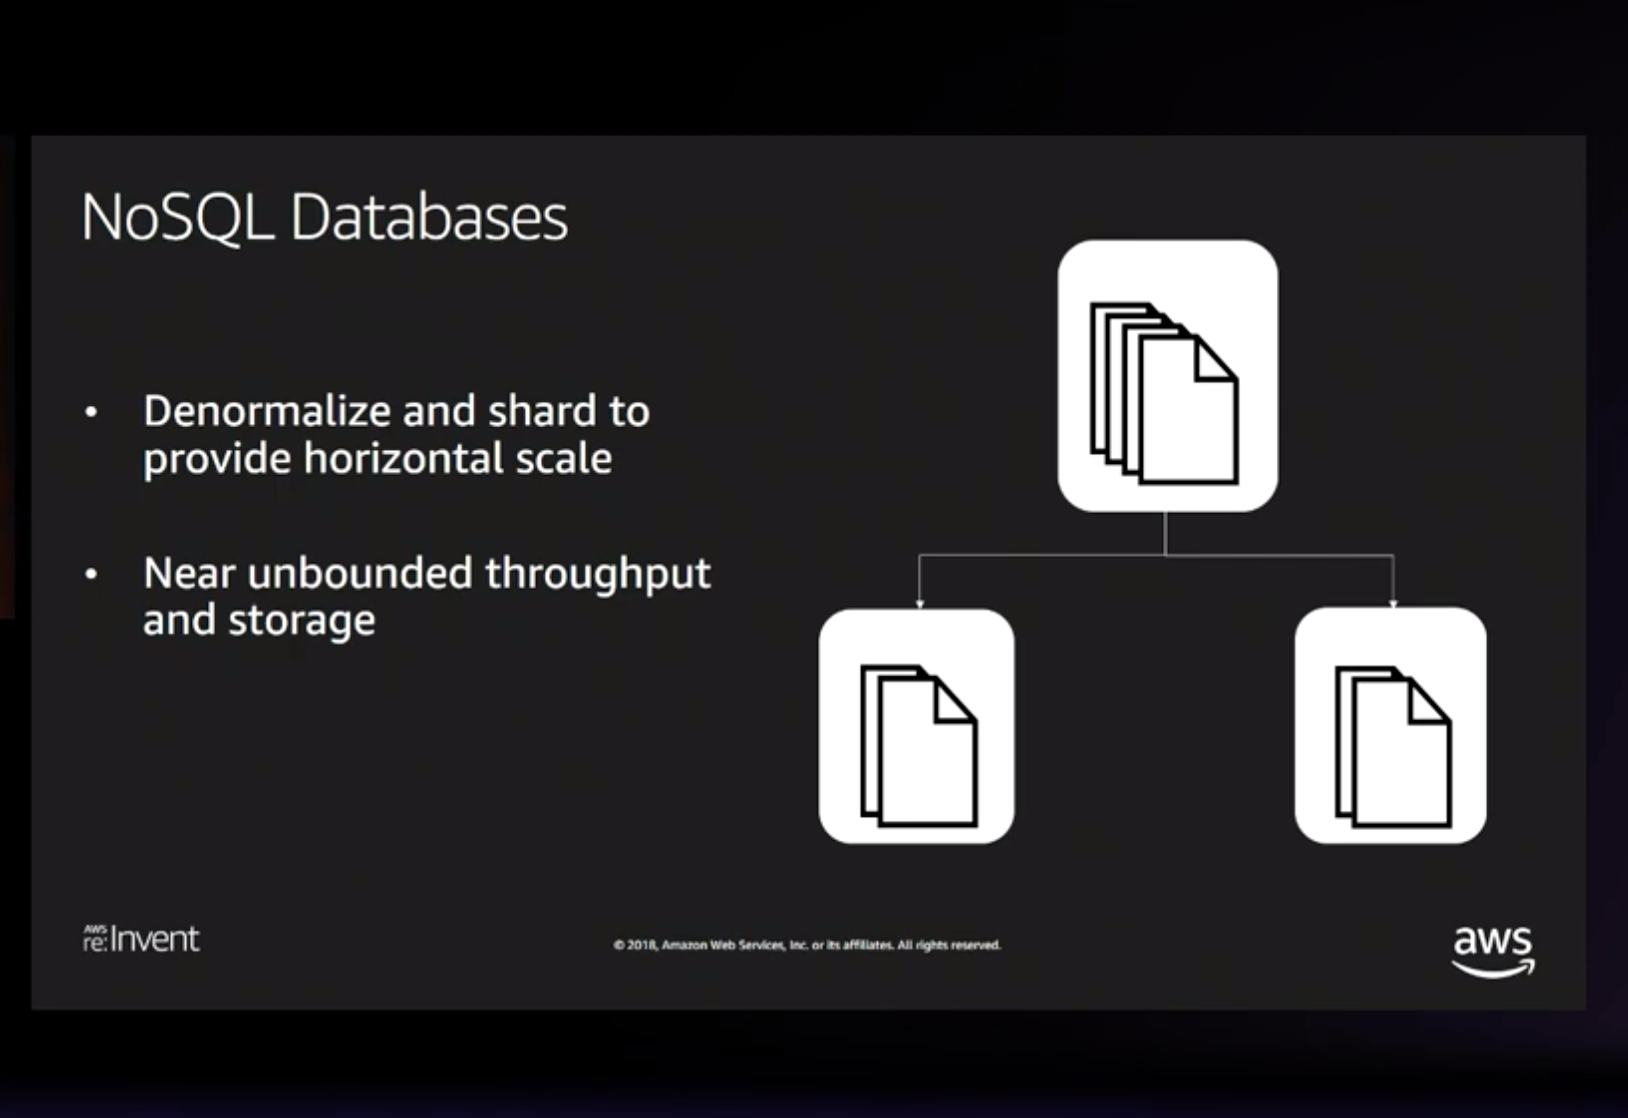 NoSQL Databases
• Denormalize and shard to
provide horizontal scale
• Near unbounded throughput
and storage
AWS
re:Invent
© 2018, Amazon Web Services, Inc. or its affiliates. All rights reserved.
aws